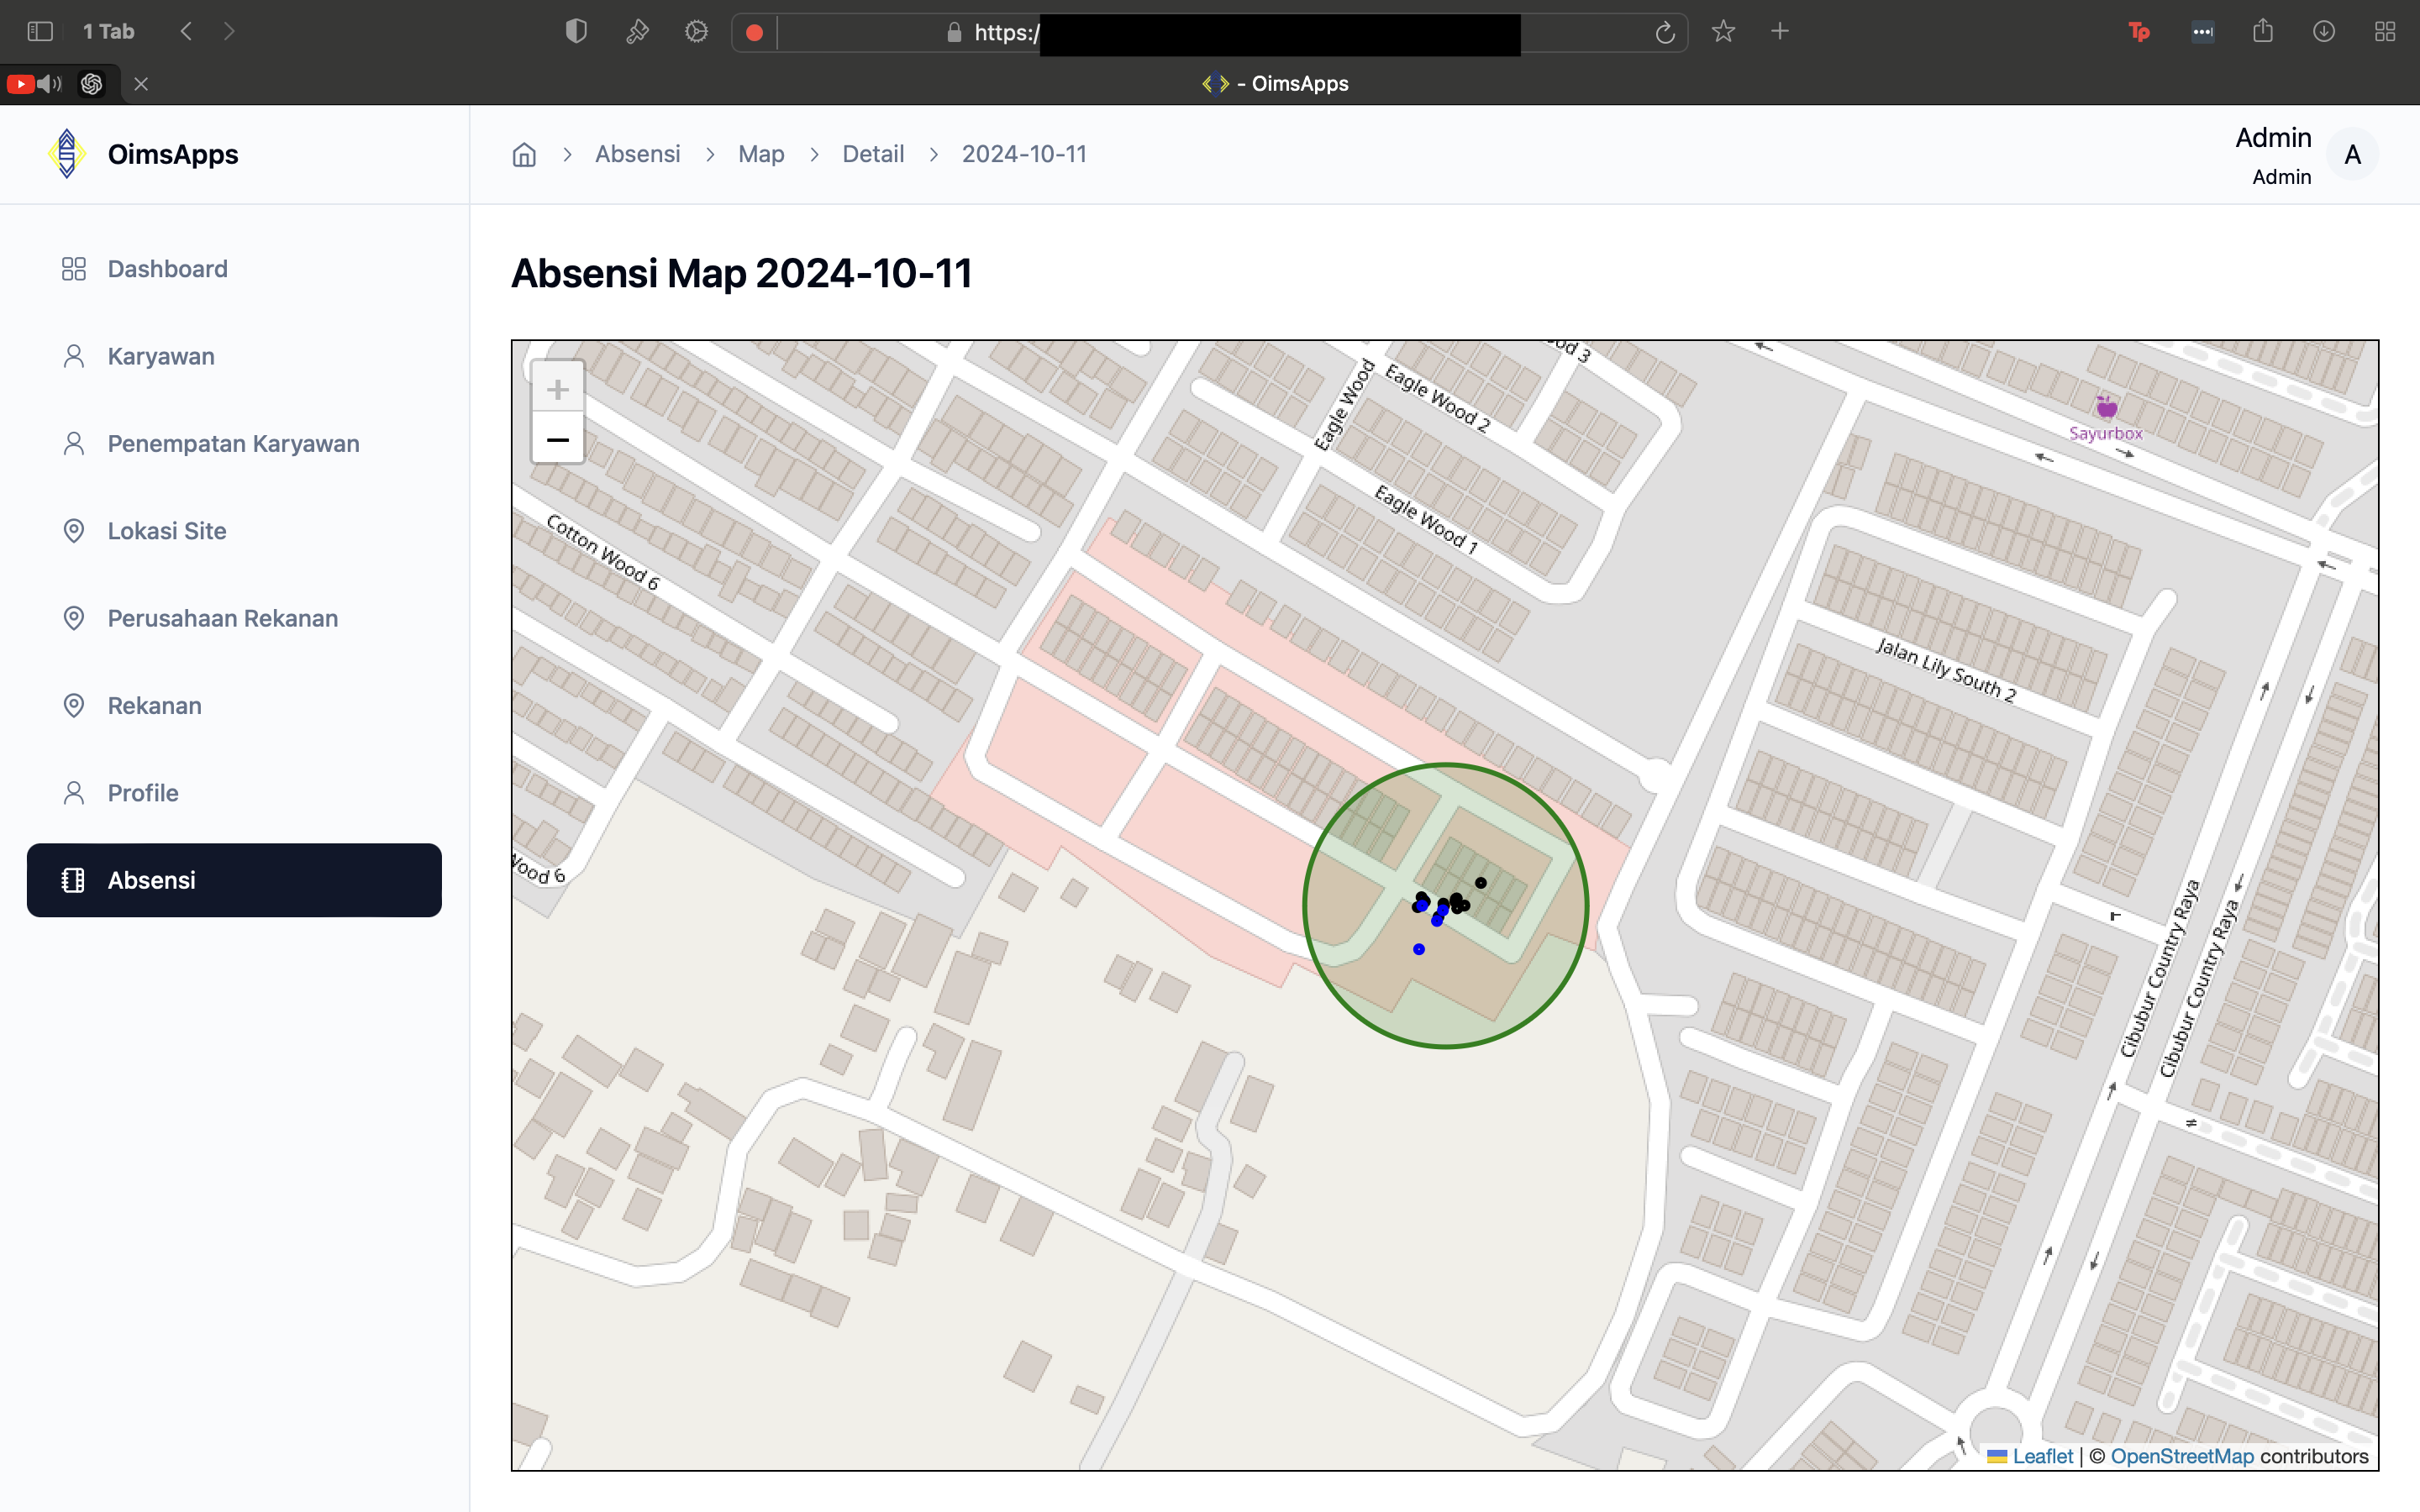 1 Tab
https:/
- OimsApps
OimsApps
Absensi
Map
Detail
2024-10-11
Admin
A
Admin
Dashboard
Karyawan
Penempatan Karyawan
Lokasi Site
Perusahaan Rekanan
Rekanan
Profile
Absensi
Absensi Map 2024-10-11
+
−
Eagle Wood
Eagle Wood 2
ood 3
Eagle Wood 1
Sayurbox
Cotton Wood 6
Jalan Lily South 2
Wood 6
Cibubur Country Raya
Cibubur Country Raya
Leaflet | © OpenStreetMap contributors